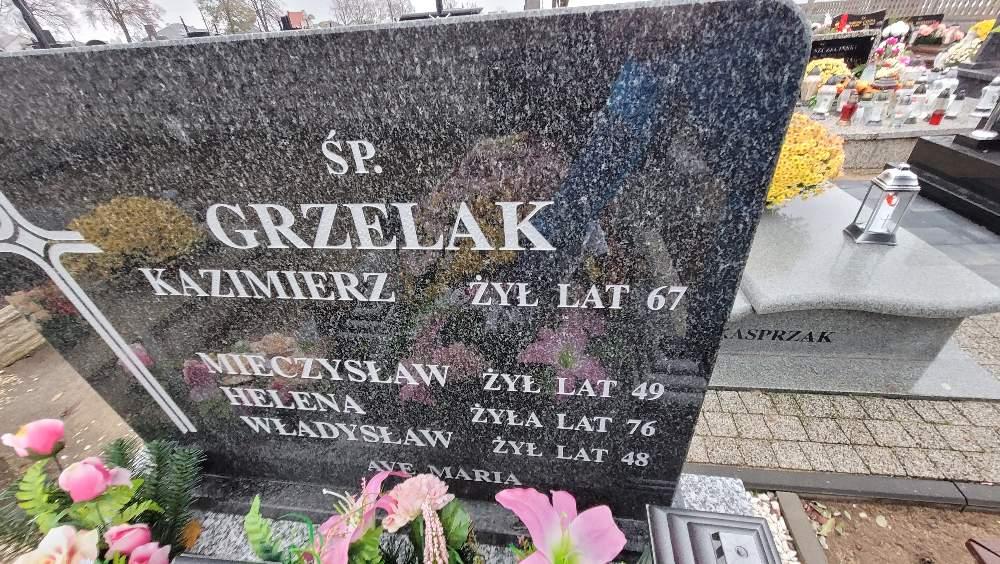 ŚP.
GRZELAK
KAZIMIERZ ŻYŁ LAT 67
MIECZYSŁAW ŻYŁ LAT 49
HELENA ŻYŁA LAT 76
WŁADYSŁAW ŻYŁ LAT 48
AVE MARIA
KASPRZAK
SZCZECIŃSKI